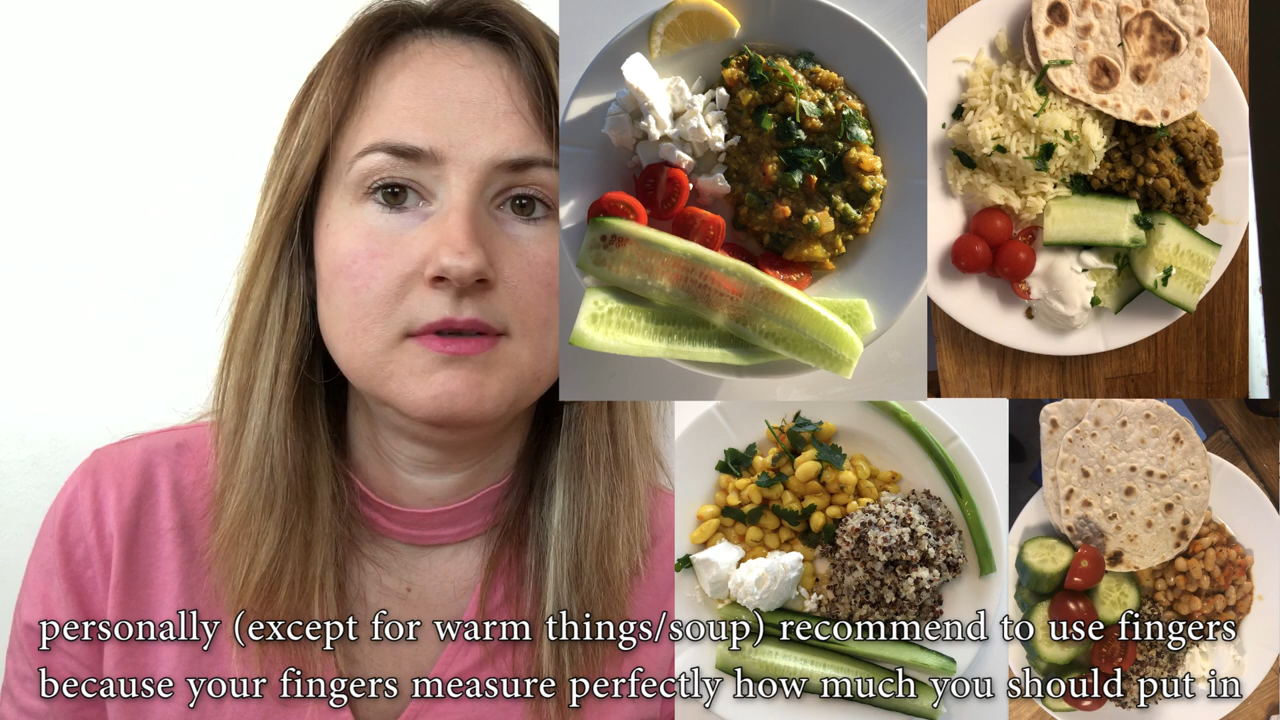 personally (except for warm things/soup) recommend to use fingers
because your fingers measure perfectly how much you should put in